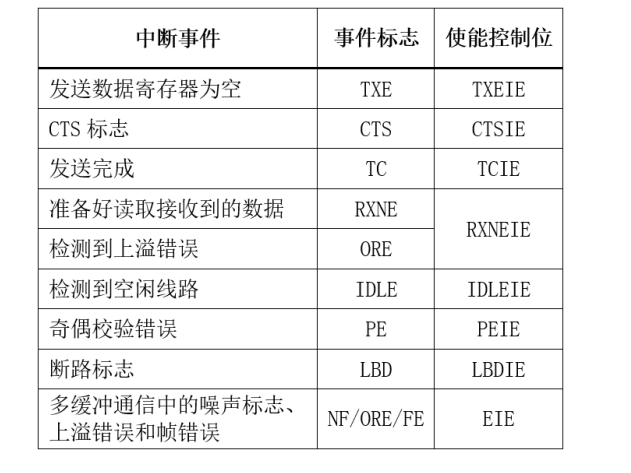 中断事件 事件标志 使能控制位
发送数据寄存器为空 TXE TXEIE
CTS 标志 CTS CTSIE
发送完成 TC TCIE
准备好读取接收到的数据 RXNE RXNEIE
检测到上溢错误 ORE
检测到空闲线路 IDLE IDLEIE
奇偶校验错误 PE PEIE
断路标志 LBD LBDIE
多缓冲通信中的噪声标志、
上溢错误和帧错误 NF/ORE/FE EIE